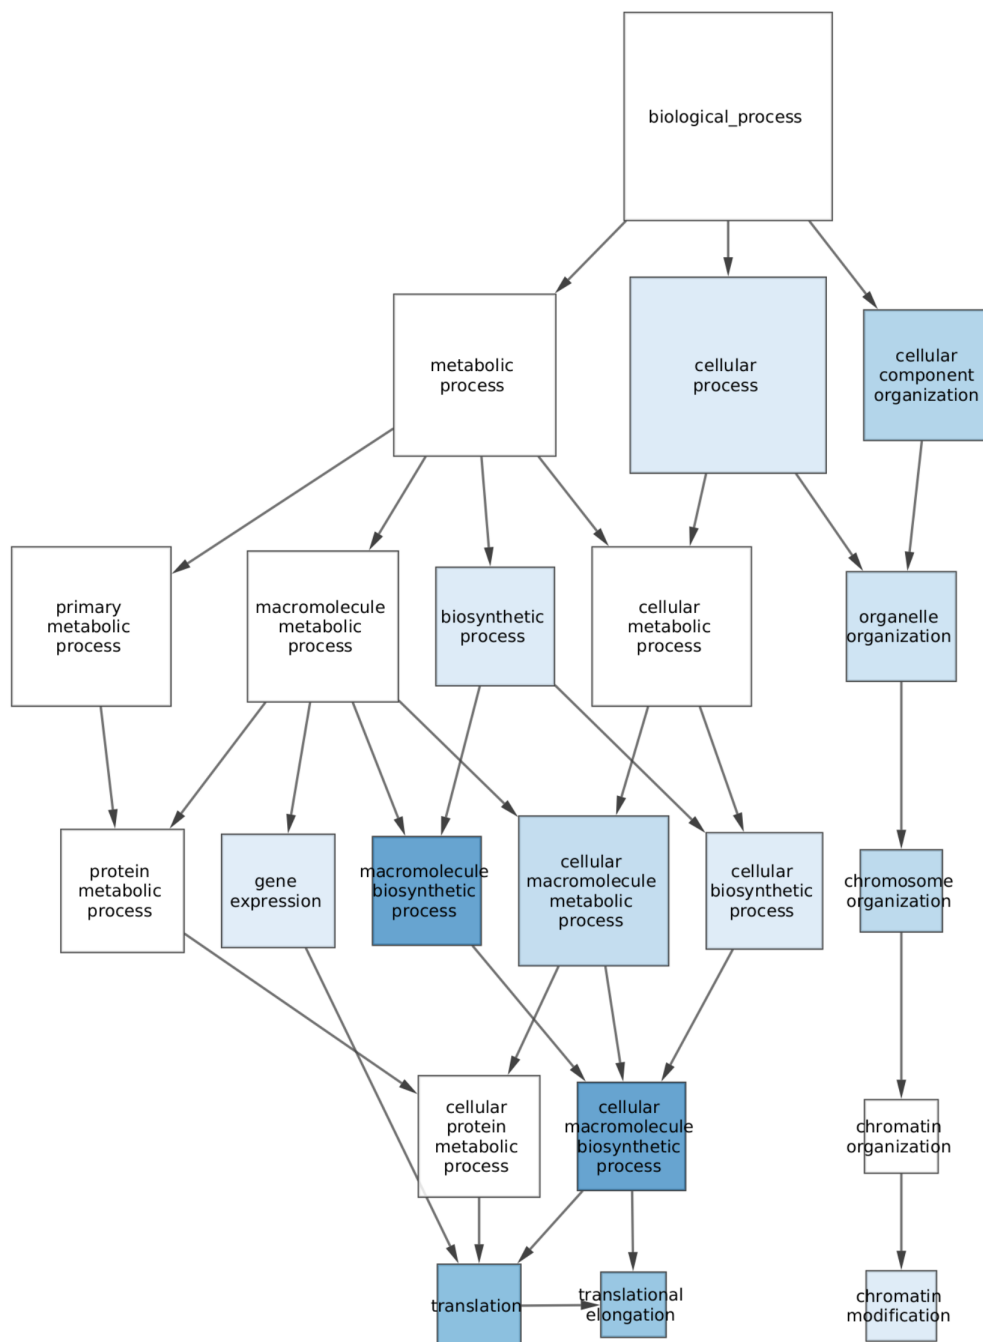 biological_process
metabolic
process
cellular
process
cellular
component
organization
primary
metabolic
process
macromolecule
metabolic
process
biosynthetic
process
cellular
metabolic
process
organelle
organization
protein
metabolic
process
gene
expression
macromolecule
biosynthetic
process
cellular
macromolecule
metabolic
process
cellular
biosynthetic
process
chromosome
organization
cellular
protein
metabolic
process
cellular
macromolecule
biosynthetic
process
chromatin
organization
translation
translational
elongation
chromatin
modification